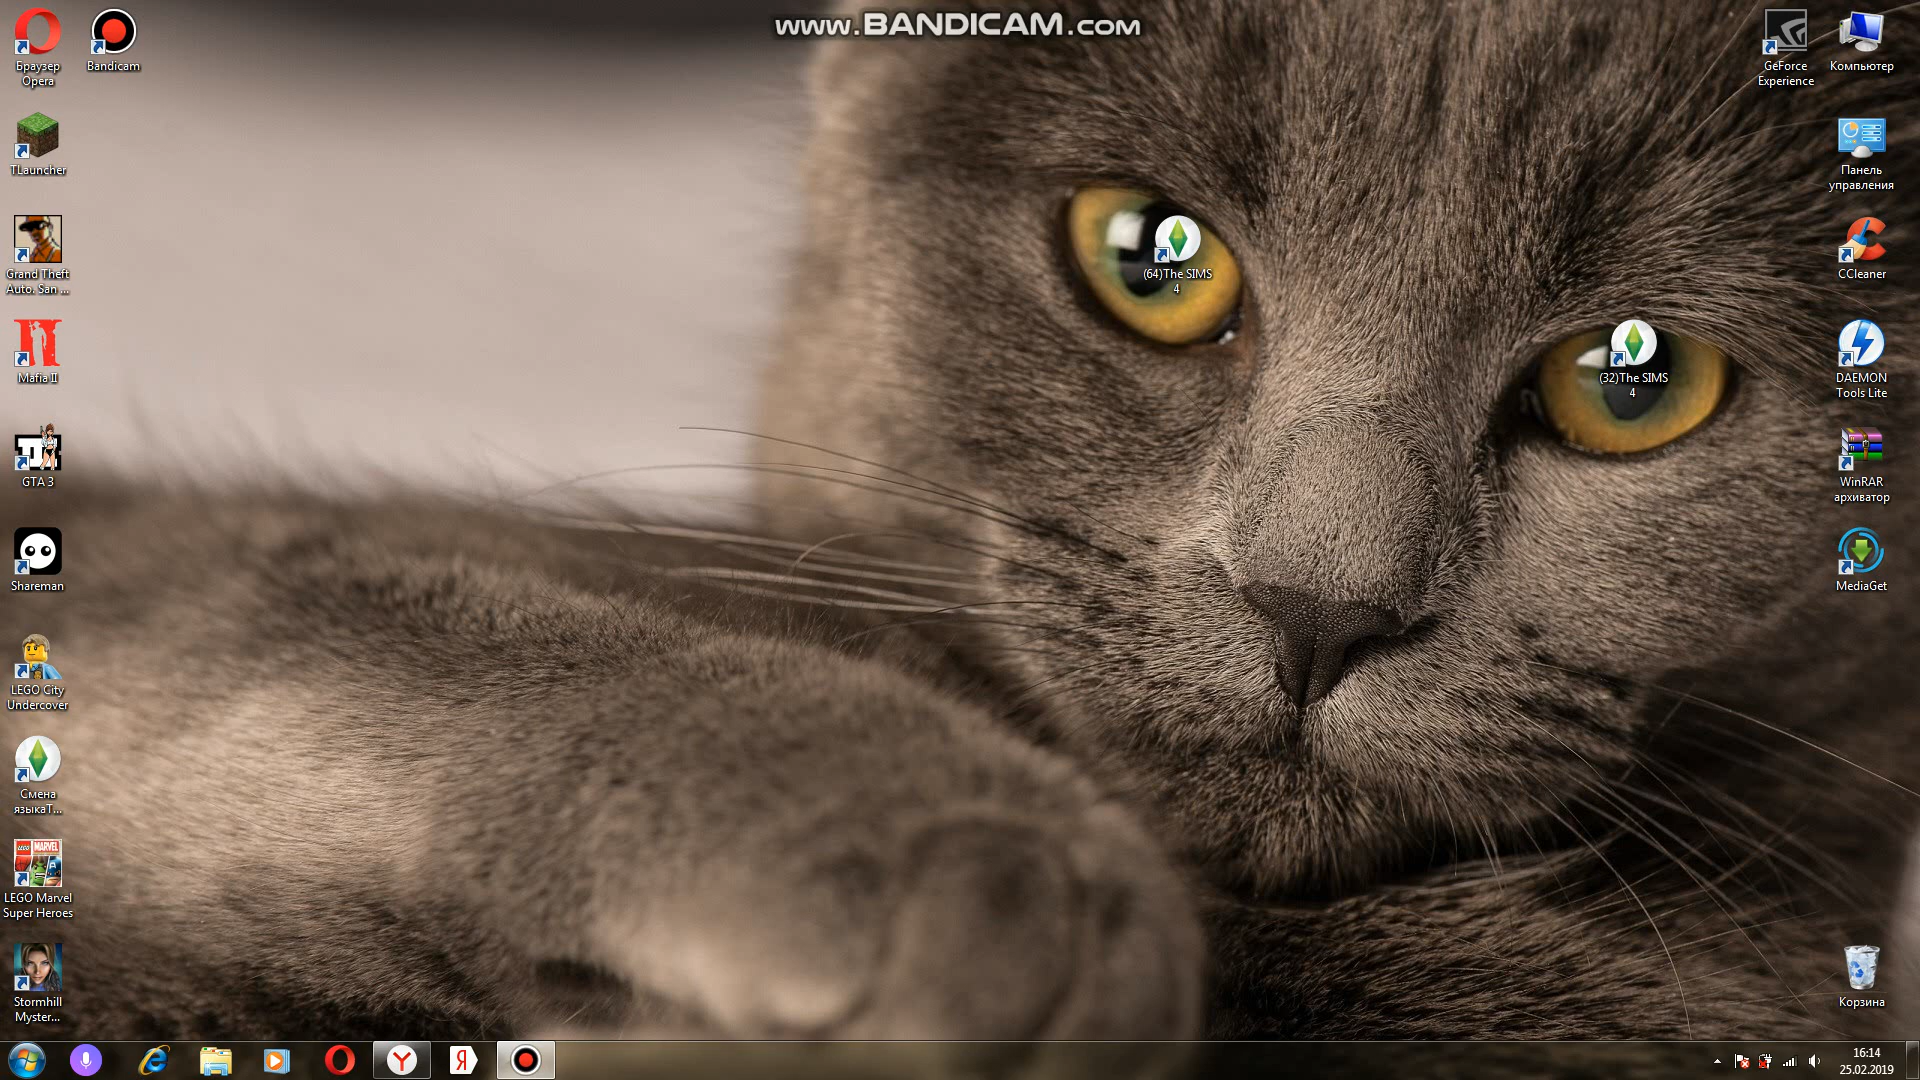 www.BANDICAM.com
Браузер
Opera
Bandicam
TLauncher
Grand Theft
Auto. San ...
Mafia II
GTA 3
Shareman
LEGO City
Undercover
Смена
языкаT...
LEGO Marvel
Super Heroes
Stormhill
Myster...
(64)The SIMS
4
(32)The SIMS
4
GeForce
Experience
Компьютер
Панель
управления
CCleaner
DAEMON
Tools Lite
WinRAR
архиватор
MediaGet
Корзина
16:14
25.02.2019